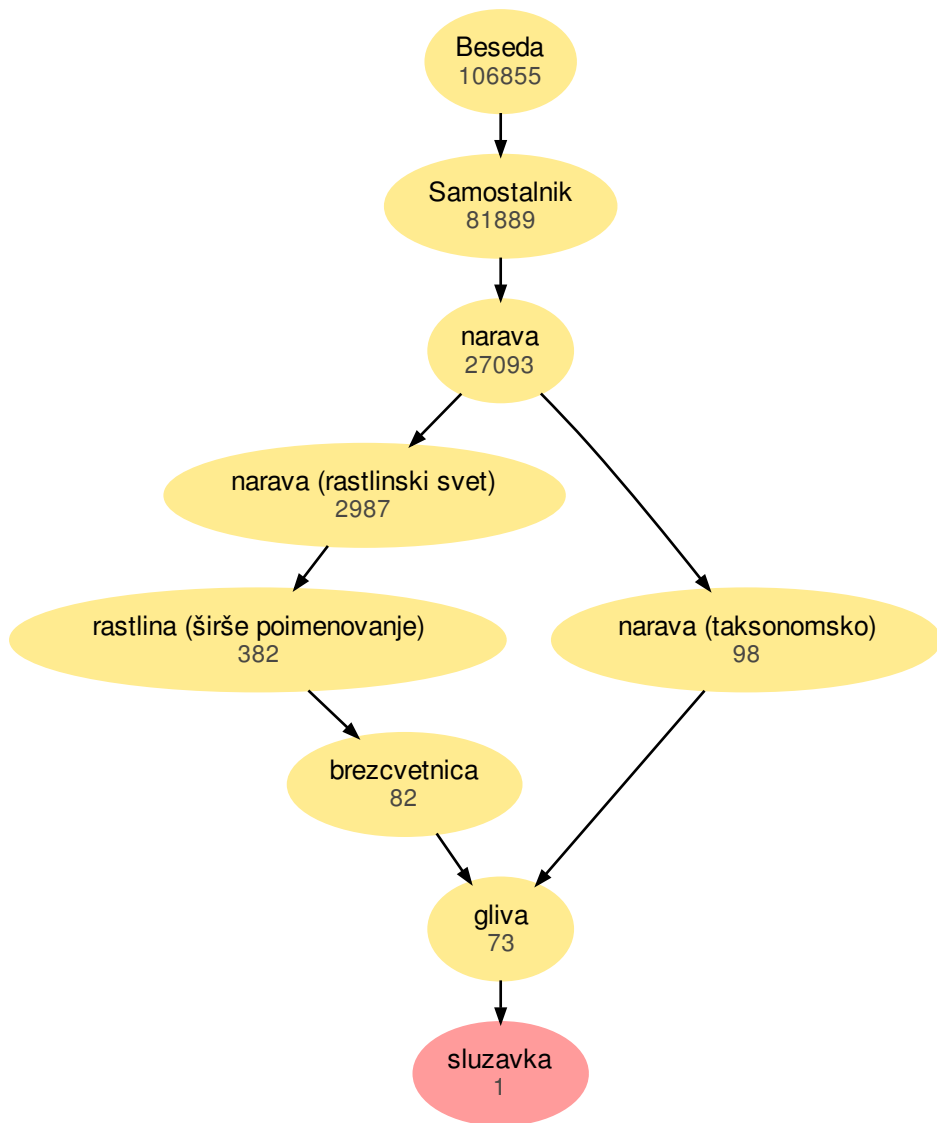 Beseda
106855
Samostalnik
81889
narava
27093
narava (rastlinski svet)
2987
rastlina (širše poimenovanje)
382
narava (taksonomsko)
98
brezcvetnica
82
gliva
73
sluzavka
1